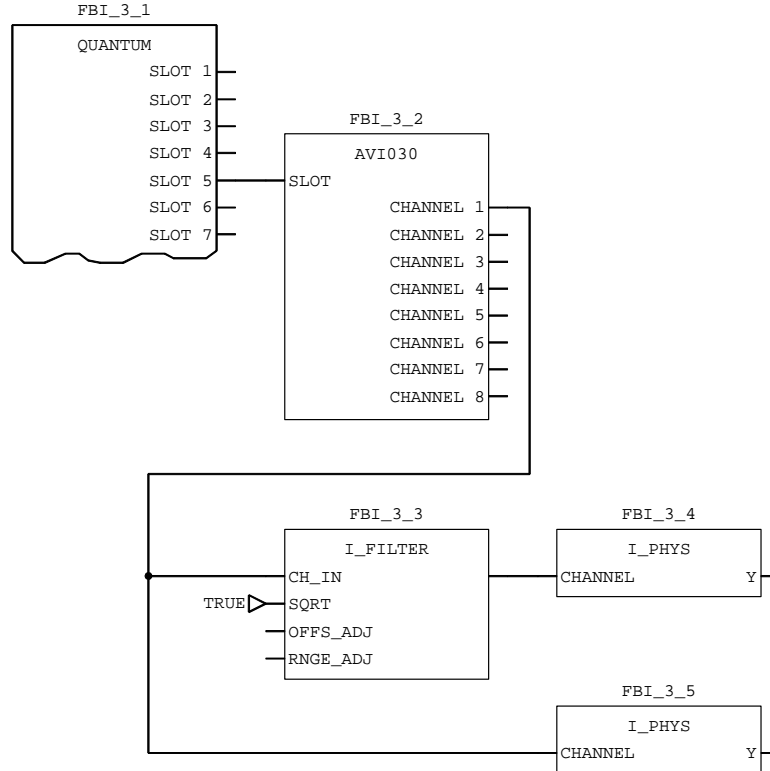 FBI_3_1
QUANTUM
SLOT 1
SLOT 2
SLOT 3
SLOT 4
SLOT 5
SLOT 6
SLOT 7
FBI_3_2
AVI030
SLOT
CHANNEL 1
CHANNEL 2
CHANNEL 3
CHANNEL 4
CHANNEL 5
CHANNEL 6
CHANNEL 7
CHANNEL 8
FBI_3_3
I_FILTER
CH_IN
TRUE SQRT
OFFS_ADJ
RNGE_ADJ
FBI_3_4
I_PHYS
CHANNEL Y
FBI_3_5
I_PHYS
CHANNEL Y